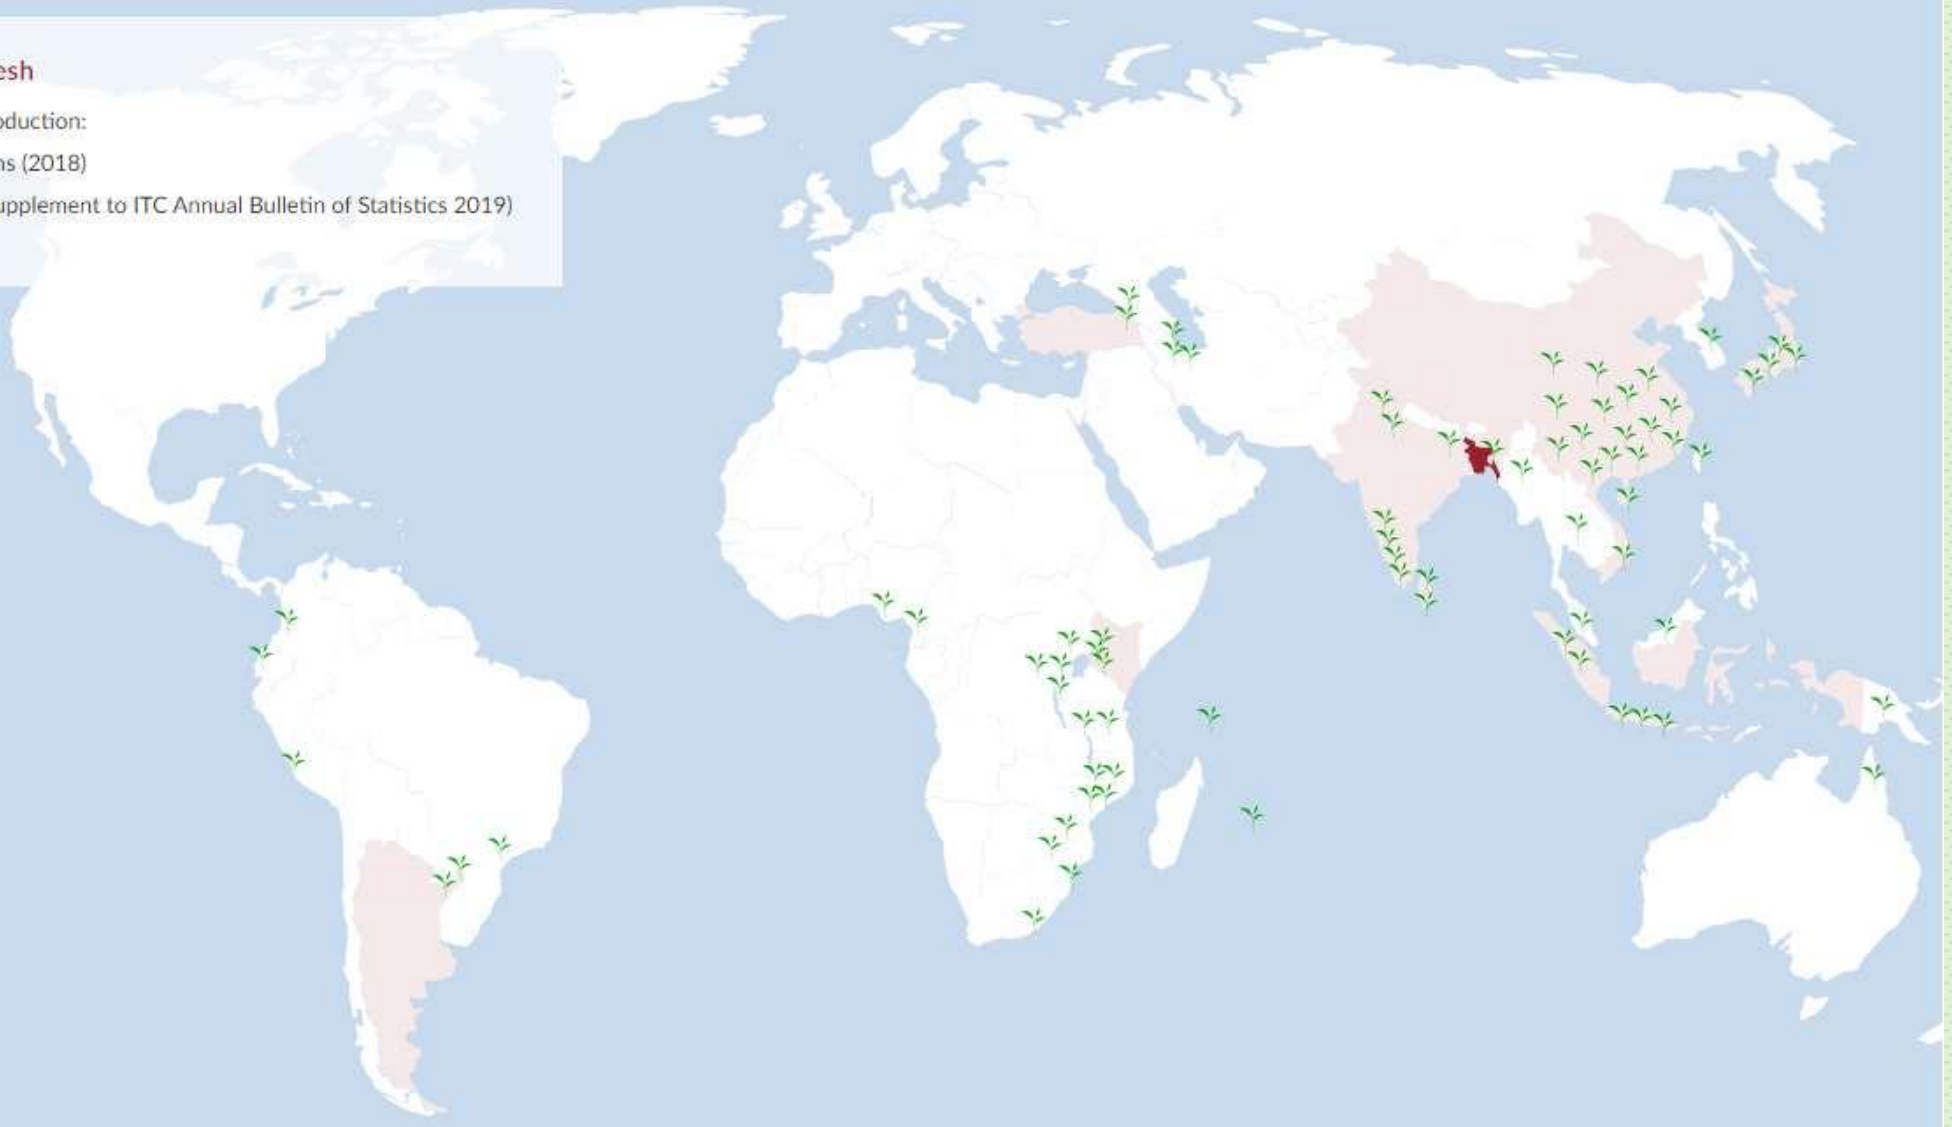 esh
oduction:
ns (2018)
upplement to ITC Annual Bulletin of Statistics 2019)